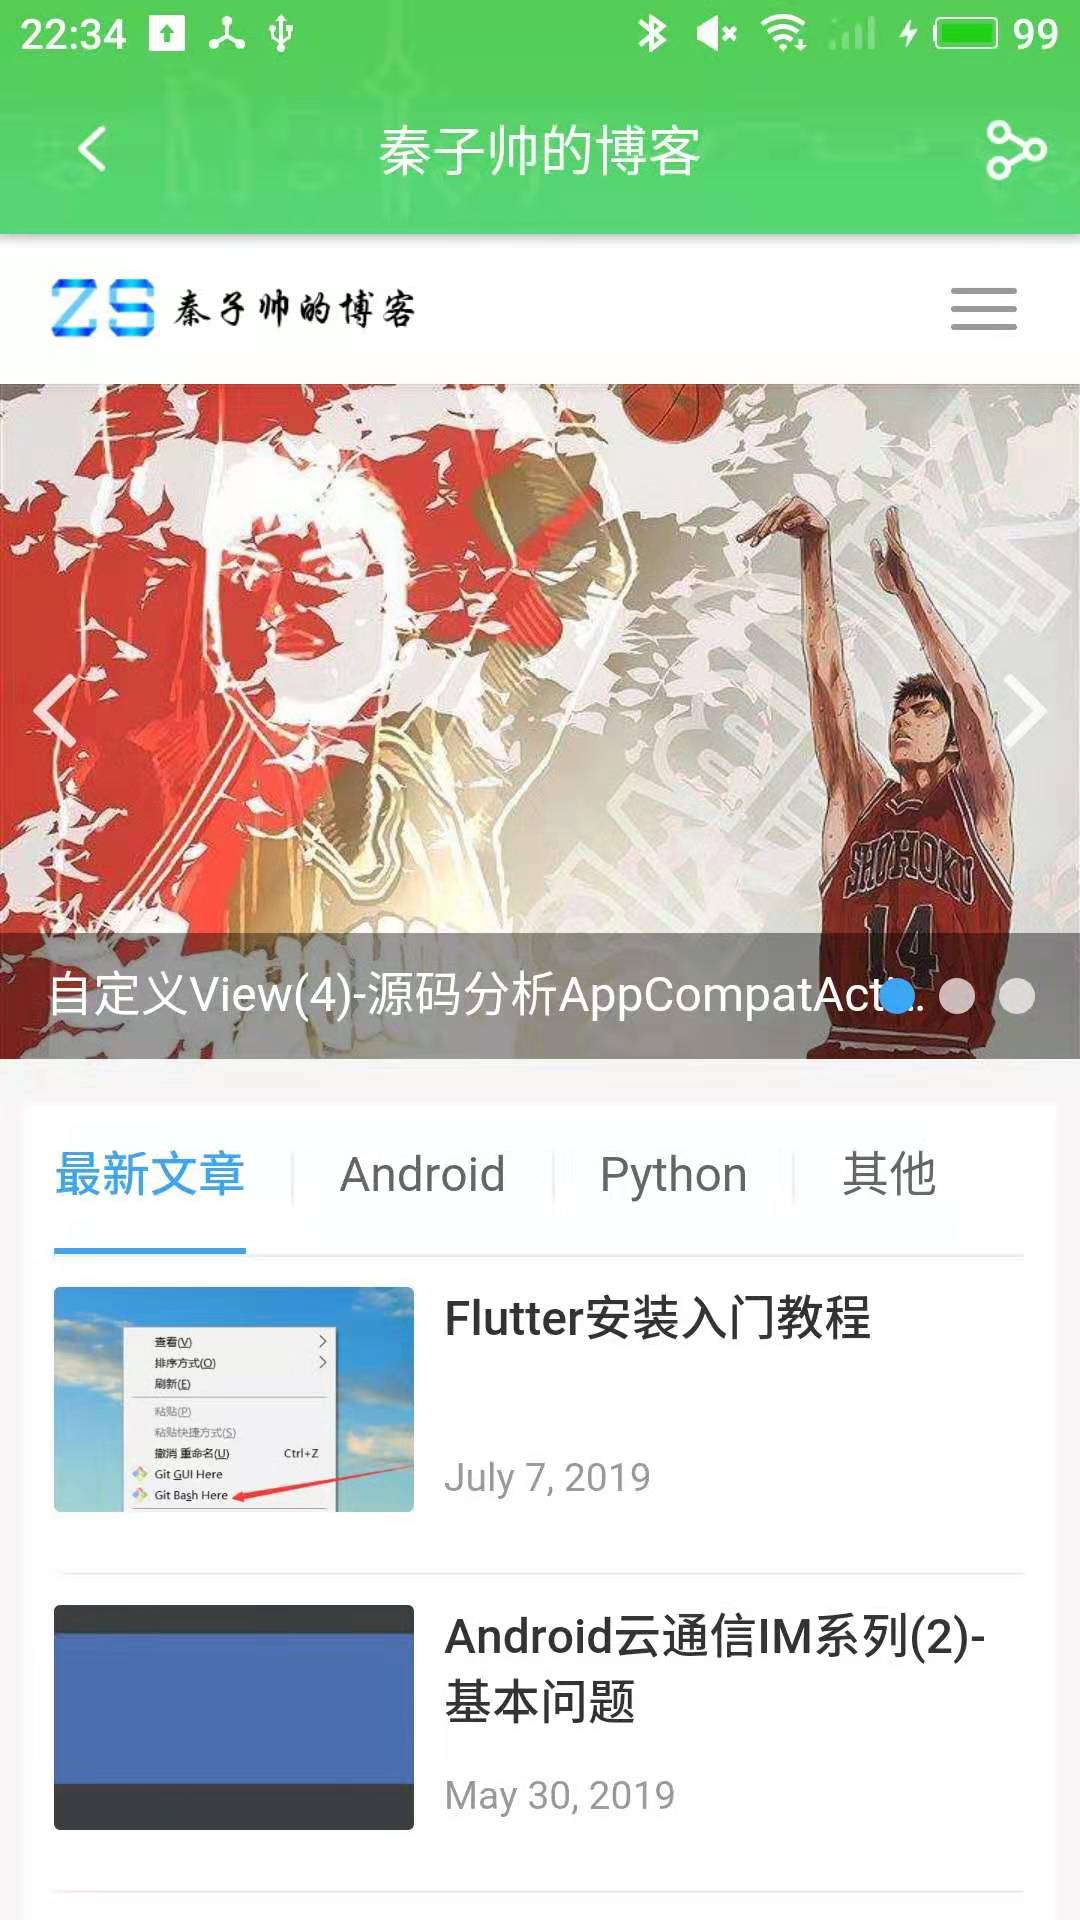 22:34
99
秦子帅的博客
ZS 秦子帅的博客
SHOHOKU
14
自定义View(4)-源码分析AppCompatAct...
最新文章
Android
Python
其他
查看(V)
排序方式(O)
刷新(E)
粘贴(P)
粘贴快捷方式(S)
撤消 重命名(U) Ctrl+Z
Git GUI Here
Git Bash Here
Flutter安装入门教程
July 7, 2019
Android云通信IM系列(2)-
基本问题
May 30, 2019